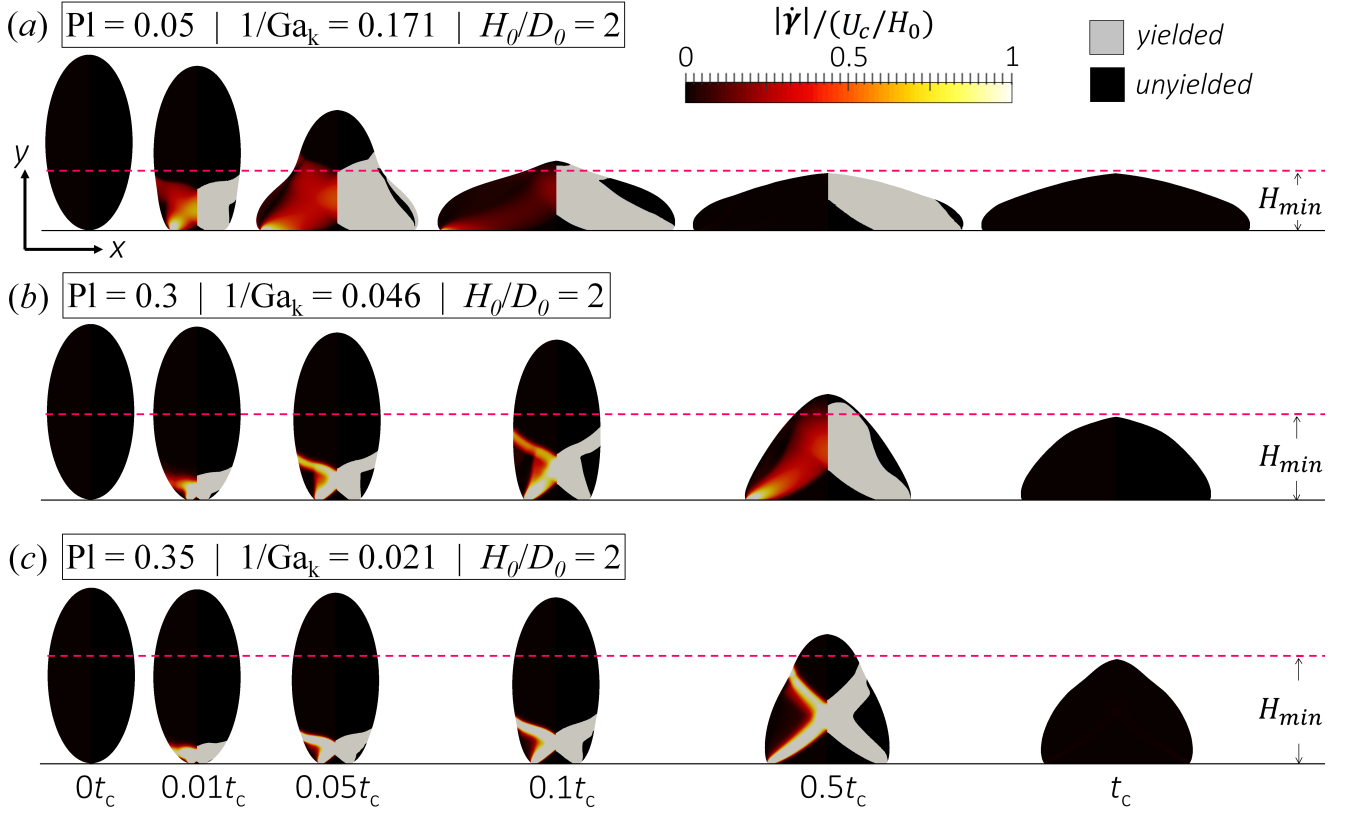 (a) Pl = 0.05 | 1/Ga_k = 0.171 | H_0/D_0 = 2
|γ̇|/(U_c/H_0)
0 0.5 1
yielded
unyielded
y
x
H_min
(b) Pl = 0.3 | 1/Ga_k = 0.046 | H_0/D_0 = 2
H_min
(c) Pl = 0.35 | 1/Ga_k = 0.021 | H_0/D_0 = 2
H_min
0t_c 0.01t_c 0.05t_c 0.1t_c 0.5t_c t_c